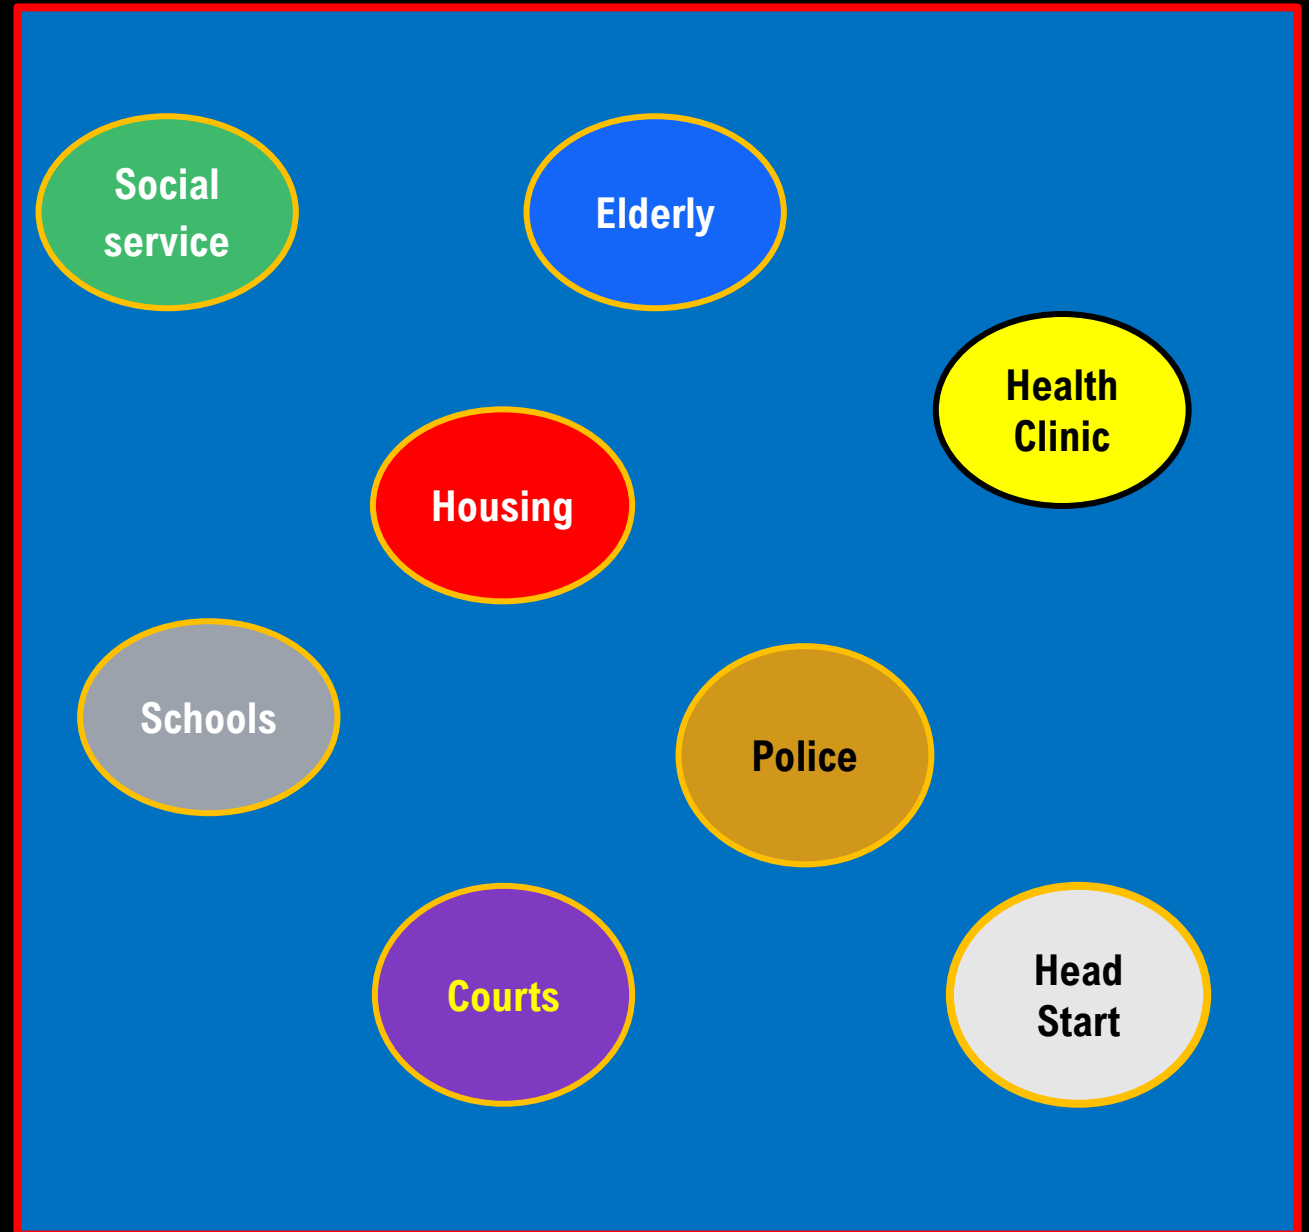 Social
service
Elderly
Health
Clinic
Housing
Schools
Police
Courts
Head
Start